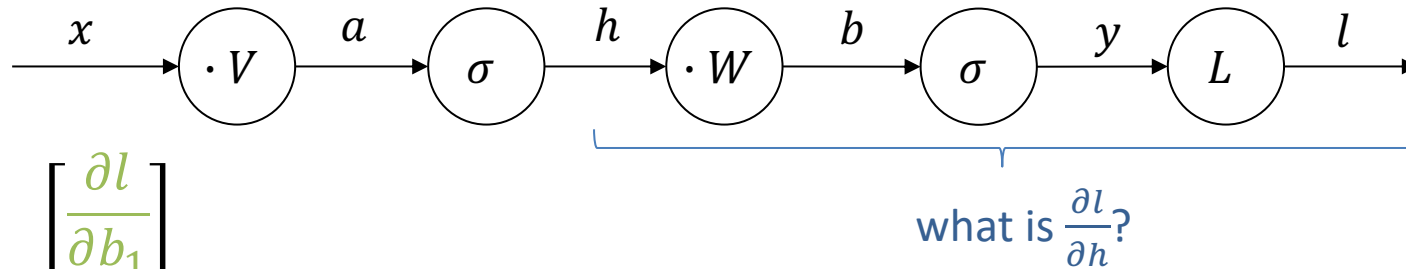 x a h b y l
· V σ · W σ L
∂l
∂b₁
what is ∂l/∂h?